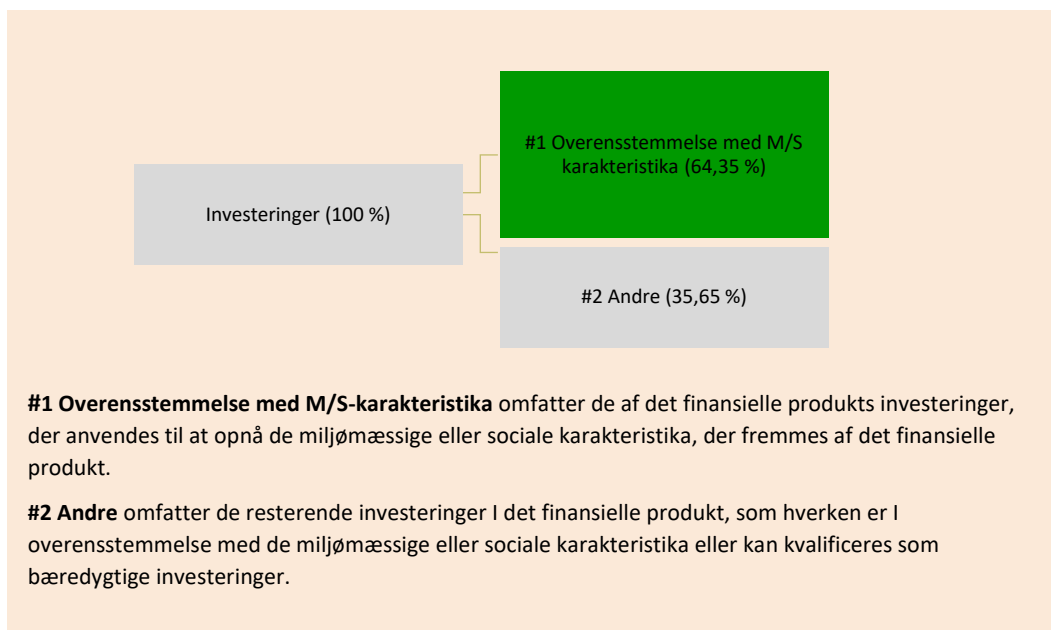 #1 Overensstemmelse med M/S
karakteristika (64,35 %)
Investeringer (100 %)
#2 Andre (35,65 %)
#1 Overensstemmelse med M/S-karakteristika omfatter de af det finansielle produkts investeringer,
der anvendes til at opnå de miljømæssige eller sociale karakteristika, der fremmes af det finansielle
produkt.
#2 Andre omfatter de resterende investeringer I det finansielle produkt, som hverken er I
overensstemmelse med de miljømæssige eller sociale karakteristika eller kan kvalificeres som
bæredygtige investeringer.